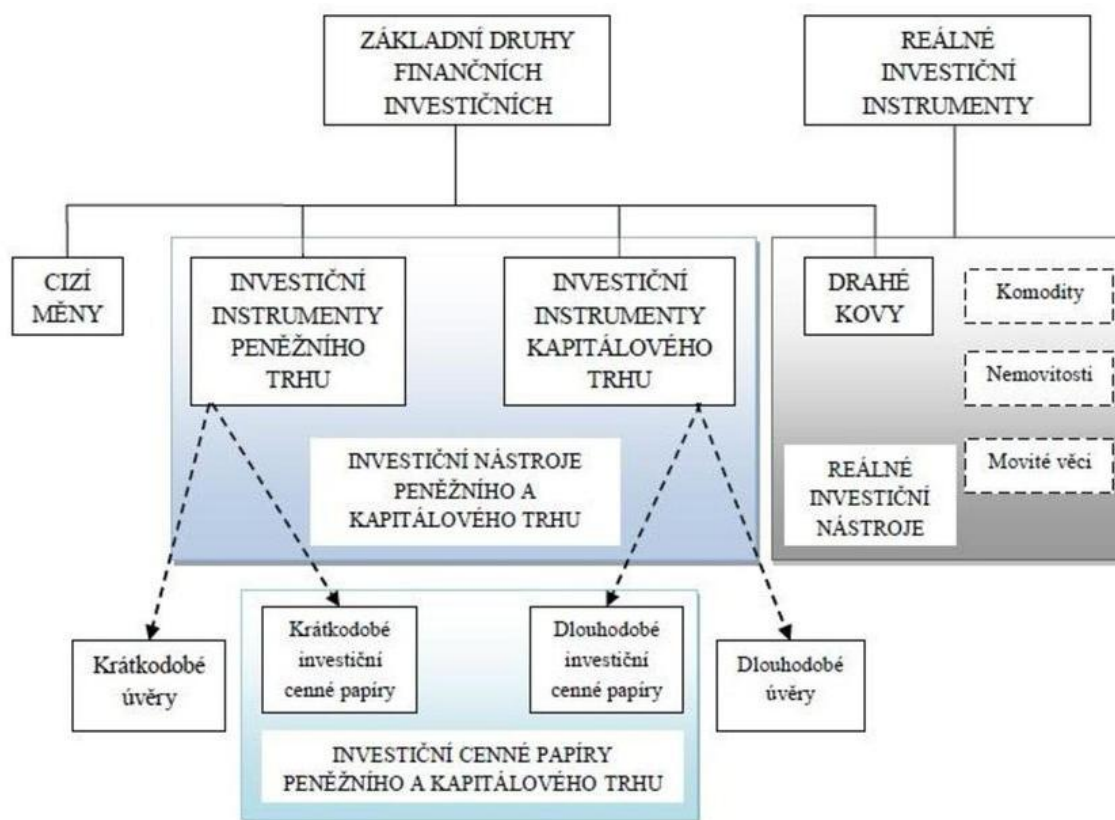 ZÁKLADNÍ DRUHY
FINANČNÍCH
INVESTIČNÍCH
REÁLNÉ
INVESTIČNÍ
INSTRUMENTY
CIZÍ
MĚNY
INVESTIČNÍ
INSTRUMENTY
PENĚŽNÍHO
TRHU
INVESTIČNÍ
INSTRUMENTY
KAPITÁLOVÉHO
TRHU
DRAHÉ
KOVY
Komodity
Nemovitosti
Movité věci
INVESTIČNÍ NÁSTROJE
PENĚŽNÍHO A
KAPITÁLOVÉHO TRHU
REÁLNÉ
INVESTIČNÍ
NÁSTROJE
Krátkodobé
úvěry
Krátkodobé
investiční
cenné papíry
Dlouhodobé
investiční
cenné papíry
Dlouhodobé
úvěry
INVESTIČNÍ CENNÉ PAPÍRY
PENĚŽNÍHO A KAPITÁLOVÉHO TRHU